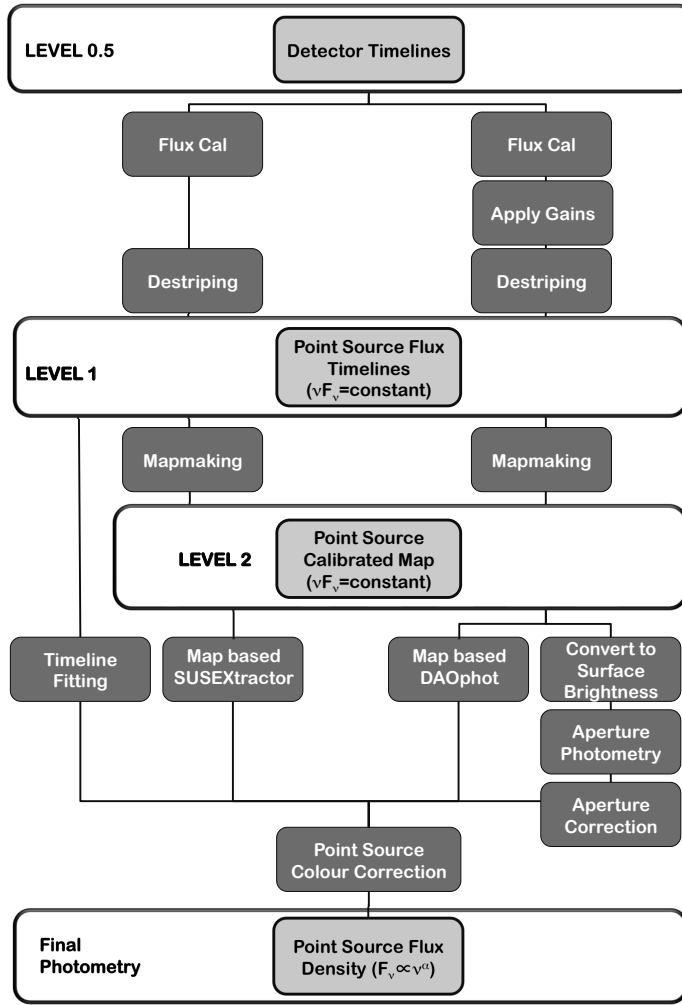 LEVEL 0.5
Detector Timelines
Flux Cal
Flux Cal
Apply Gains
Destriping
Destriping
LEVEL 1
Point Source Flux
Timelines
(νFν=constant)
Mapmaking
Mapmaking
LEVEL 2
Point Source
Calibrated Map
(νFν=constant)
Timeline
Fitting
Map based
SUSEXtractor
Map based
DAOphot
Convert to
Surface
Brightness
Aperture
Photometry
Aperture
Correction
Point Source
Colour Correction
Final
Photometry
Point Source Flux
Density (Fν∝να)